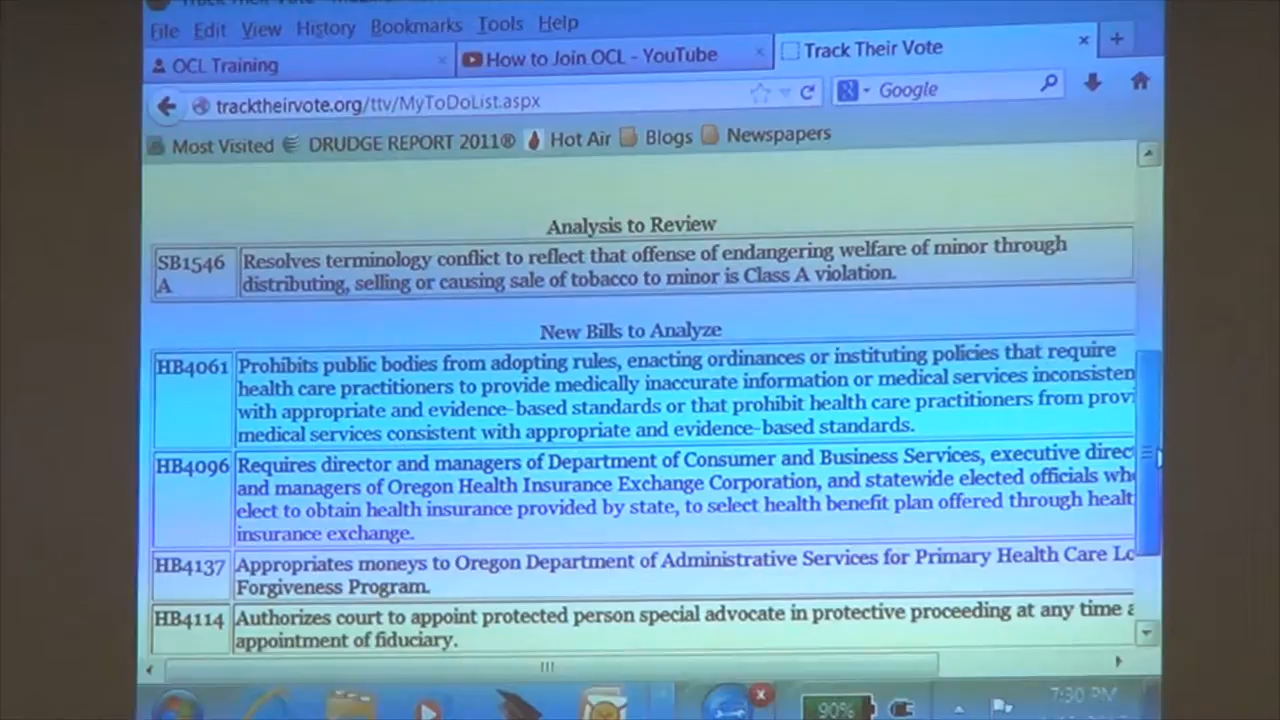 File Edit View History Bookmarks Tools Help
OCL Training × How to Join OCL - YouTube × Track Their Vote × +
tracktheirvote.org/ttv/MyToDoList.aspx Google
Most Visited DRUDGE REPORT 2011® Hot Air Blogs Newspapers
Analysis to Review
SB1546 Resolves terminology conflict to reflect that offense of endangering welfare of minor through
A distributing, selling or causing sale of tobacco to minor is Class A violation.
New Bills to Analyze
HB4061 Prohibits public bodies from adopting rules, enacting ordinances or instituting policies that require
health care practitioners to provide medically inaccurate information or medical services inconsisten
with appropriate and evidence-based standards or that prohibit health care practitioners from provi
medical services consistent with appropriate and evidence-based standards.
HB4096 Requires director and managers of Department of Consumer and Business Services, executive direc
and managers of Oregon Health Insurance Exchange Corporation, and statewide elected officials who
elect to obtain health insurance provided by state, to select health benefit plan offered through healt
insurance exchange.
HB4137 Appropriates moneys to Oregon Department of Administrative Services for Primary Health Care Lo
Forgiveness Program.
HB4114 Authorizes court to appoint protected person special advocate in protective proceeding at any time a
appointment of fiduciary.
90% 7:30 PM